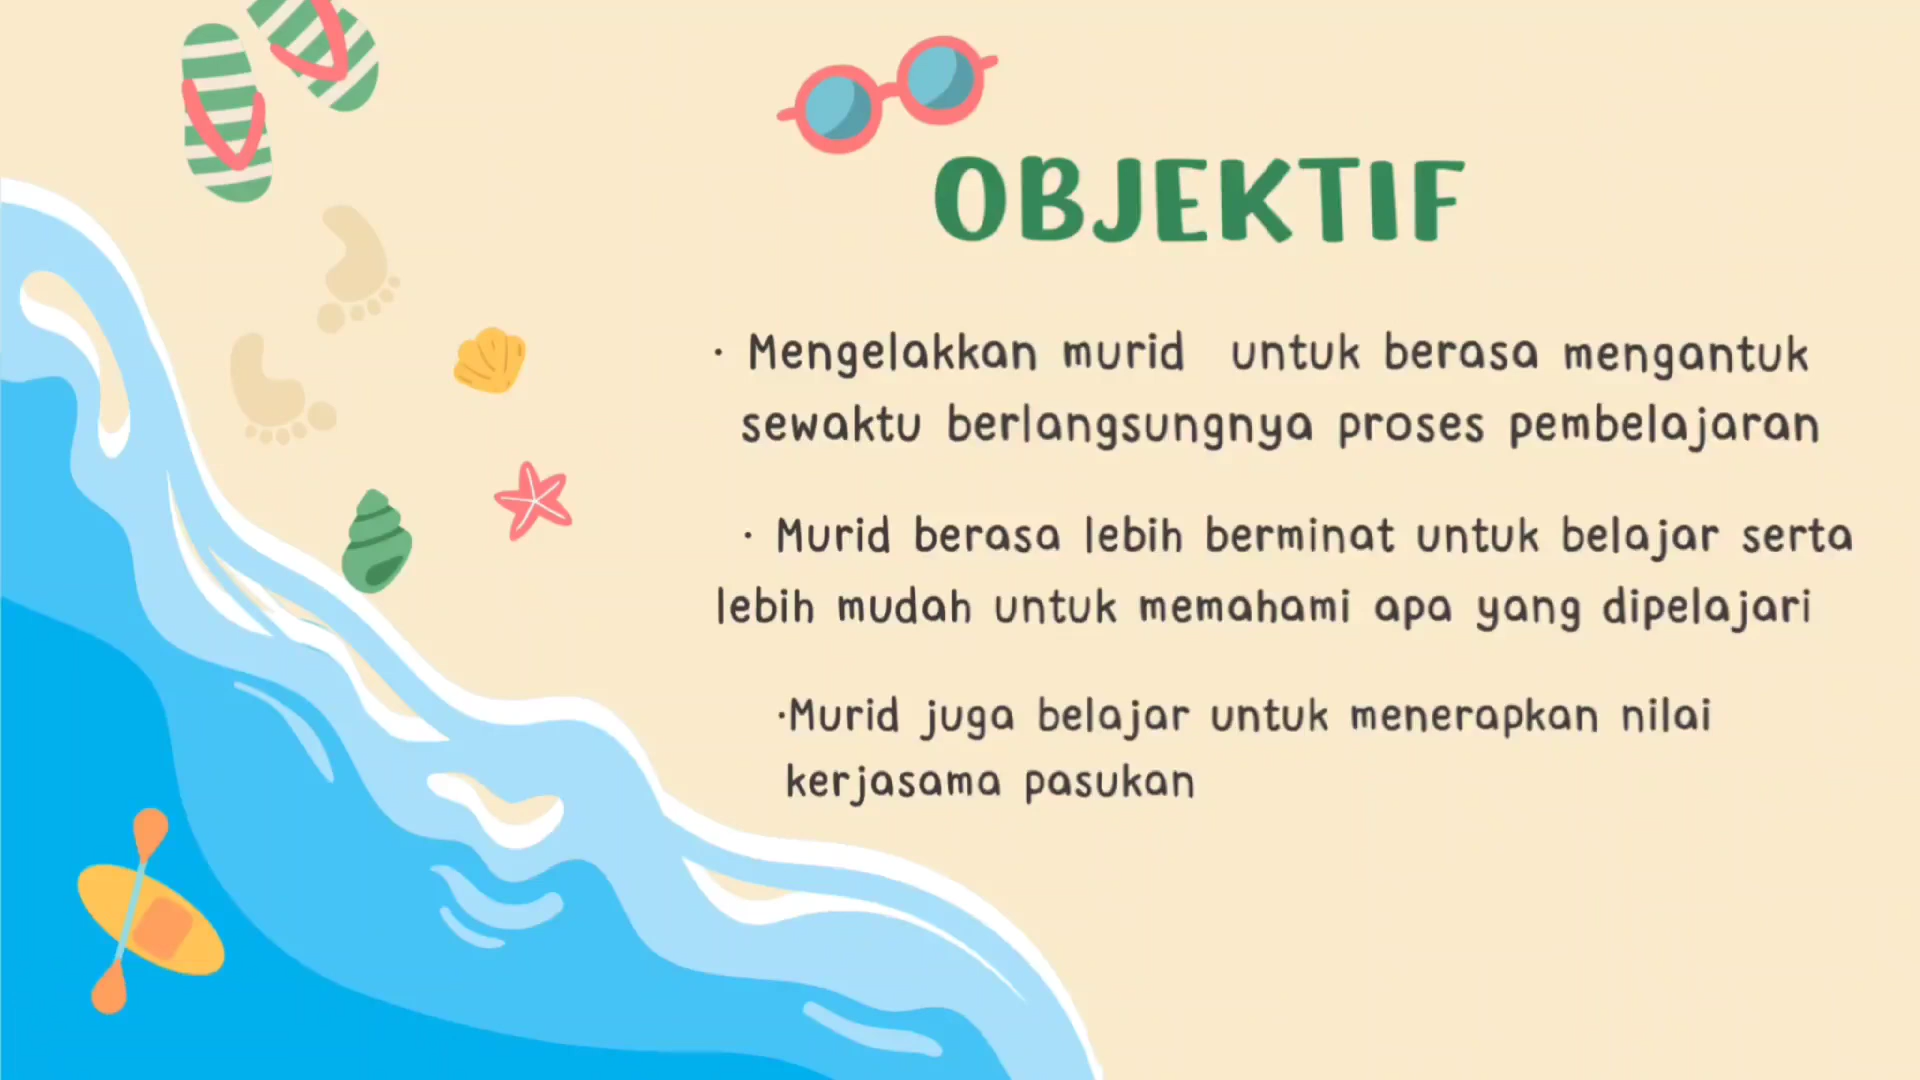 OBJEKTIF
· Mengelakkan murid untuk berasa mengantuk
sewaktu berlangsungnya proses pembelajaran
· Murid berasa lebih berminat untuk belajar serta
lebih mudah untuk memahami apa yang dipelajari
·Murid juga belajar untuk menerapkan nilai
kerjasama pasukan